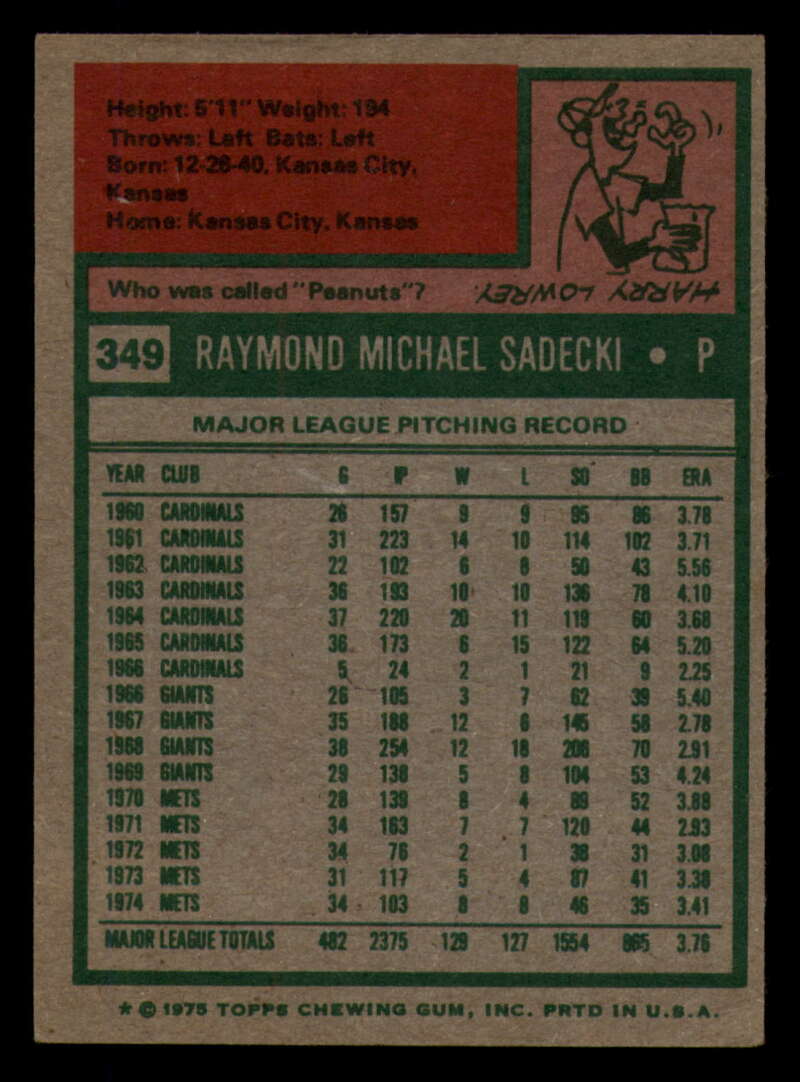 Height: 5'11" Weight: 194
Throws: Left Bats: Left
Born: 12-26-40, Kansas City,
Kansas
Home: Kansas City, Kansas
Who was called "Peanuts"?
HARRY LOWREY.
349 RAYMOND MICHAEL SADECKI • P
MAJOR LEAGUE PITCHING RECORD
YEAR CLUB G IP W L SO BB ERA
1960 CARDINALS 26 157 9 9 95 86 3.78
1961 CARDINALS 31 223 14 10 114 102 3.71
1962 CARDINALS 22 102 6 8 50 43 5.56
1963 CARDINALS 36 193 10 10 136 78 4.10
1964 CARDINALS 37 220 20 11 119 60 3.68
1965 CARDINALS 36 173 6 15 122 64 5.20
1966 CARDINALS 5 24 2 1 21 9 2.25
1966 GIANTS 26 105 3 7 62 39 5.40
1967 GIANTS 35 188 12 6 145 58 2.78
1968 GIANTS 38 254 12 18 206 70 2.91
1969 GIANTS 29 138 5 8 104 53 4.24
1970 METS 28 139 8 4 89 52 3.88
1971 METS 34 163 7 7 120 44 2.93
1972 METS 34 76 2 1 38 31 3.08
1973 METS 31 117 5 4 87 41 3.38
1974 METS 34 103 8 8 46 35 3.41
MAJOR LEAGUE TOTALS 482 2375 129 127 1554 865 3.76
* © 1975 TOPPS CHEWING GUM, INC. PRTD IN U.S.A.